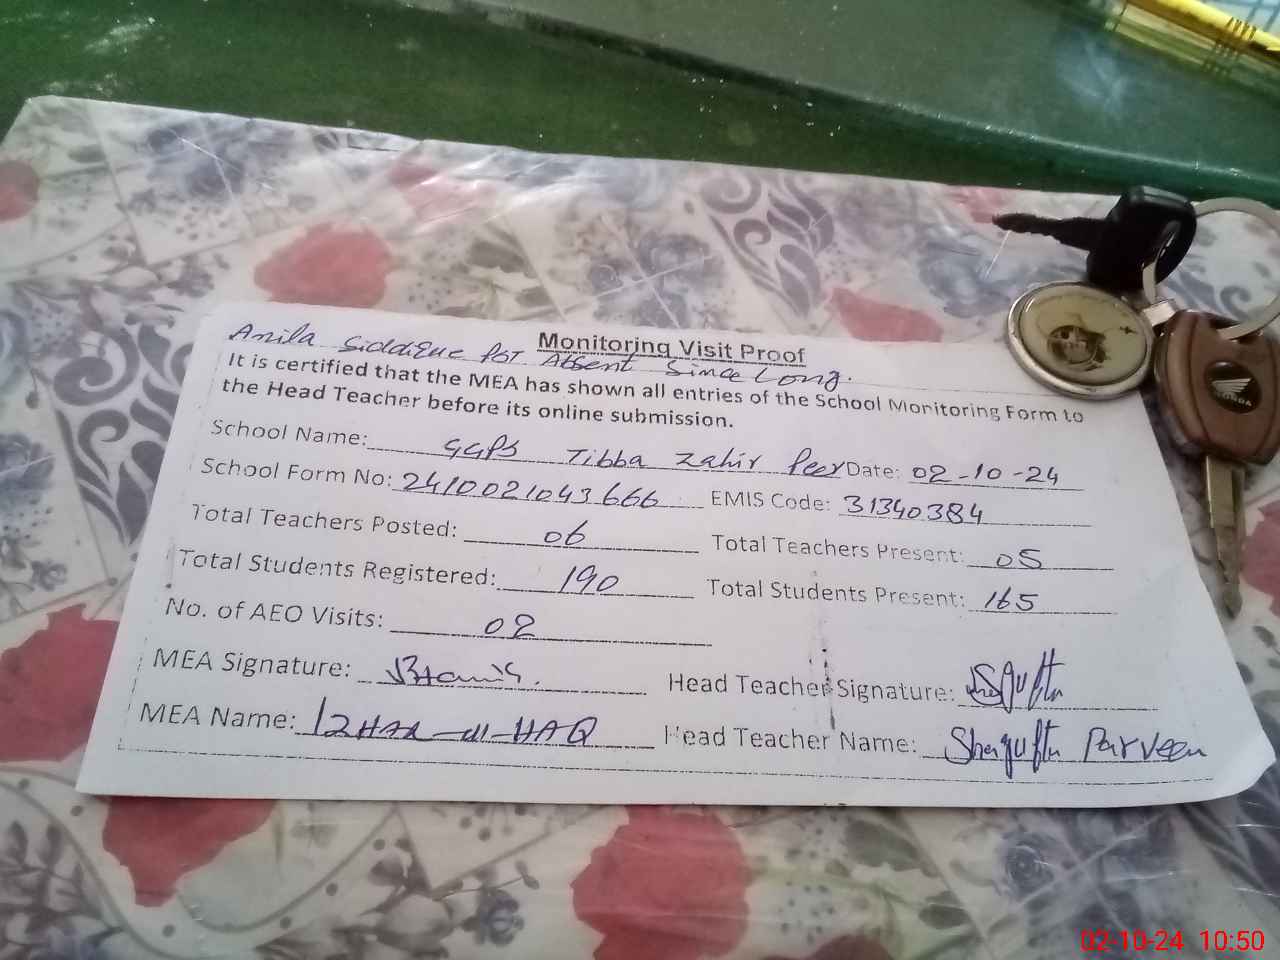 Monitoring Visit Proof
Anila Siddique PST Absent Since Long.
It is certified that the MEA has shown all entries of the School Monitoring Form to
the Head Teacher before its online submission.
School Name: GGPS Tibba Zahir Peer Date: 02-10-24
School Form No: 2410021043666 EMIS Code: 31340384
Total Teachers Posted: 06 Total Teachers Present: 05
Total Students Registered: 190 Total Students Present: 165
No. of AEO Visits: 02
MEA Signature: Head Teacher Signature:
MEA Name: Izhar-ul-HAQ Head Teacher Name: Shagufta Parveen
HONDA
02-10-24 10:50